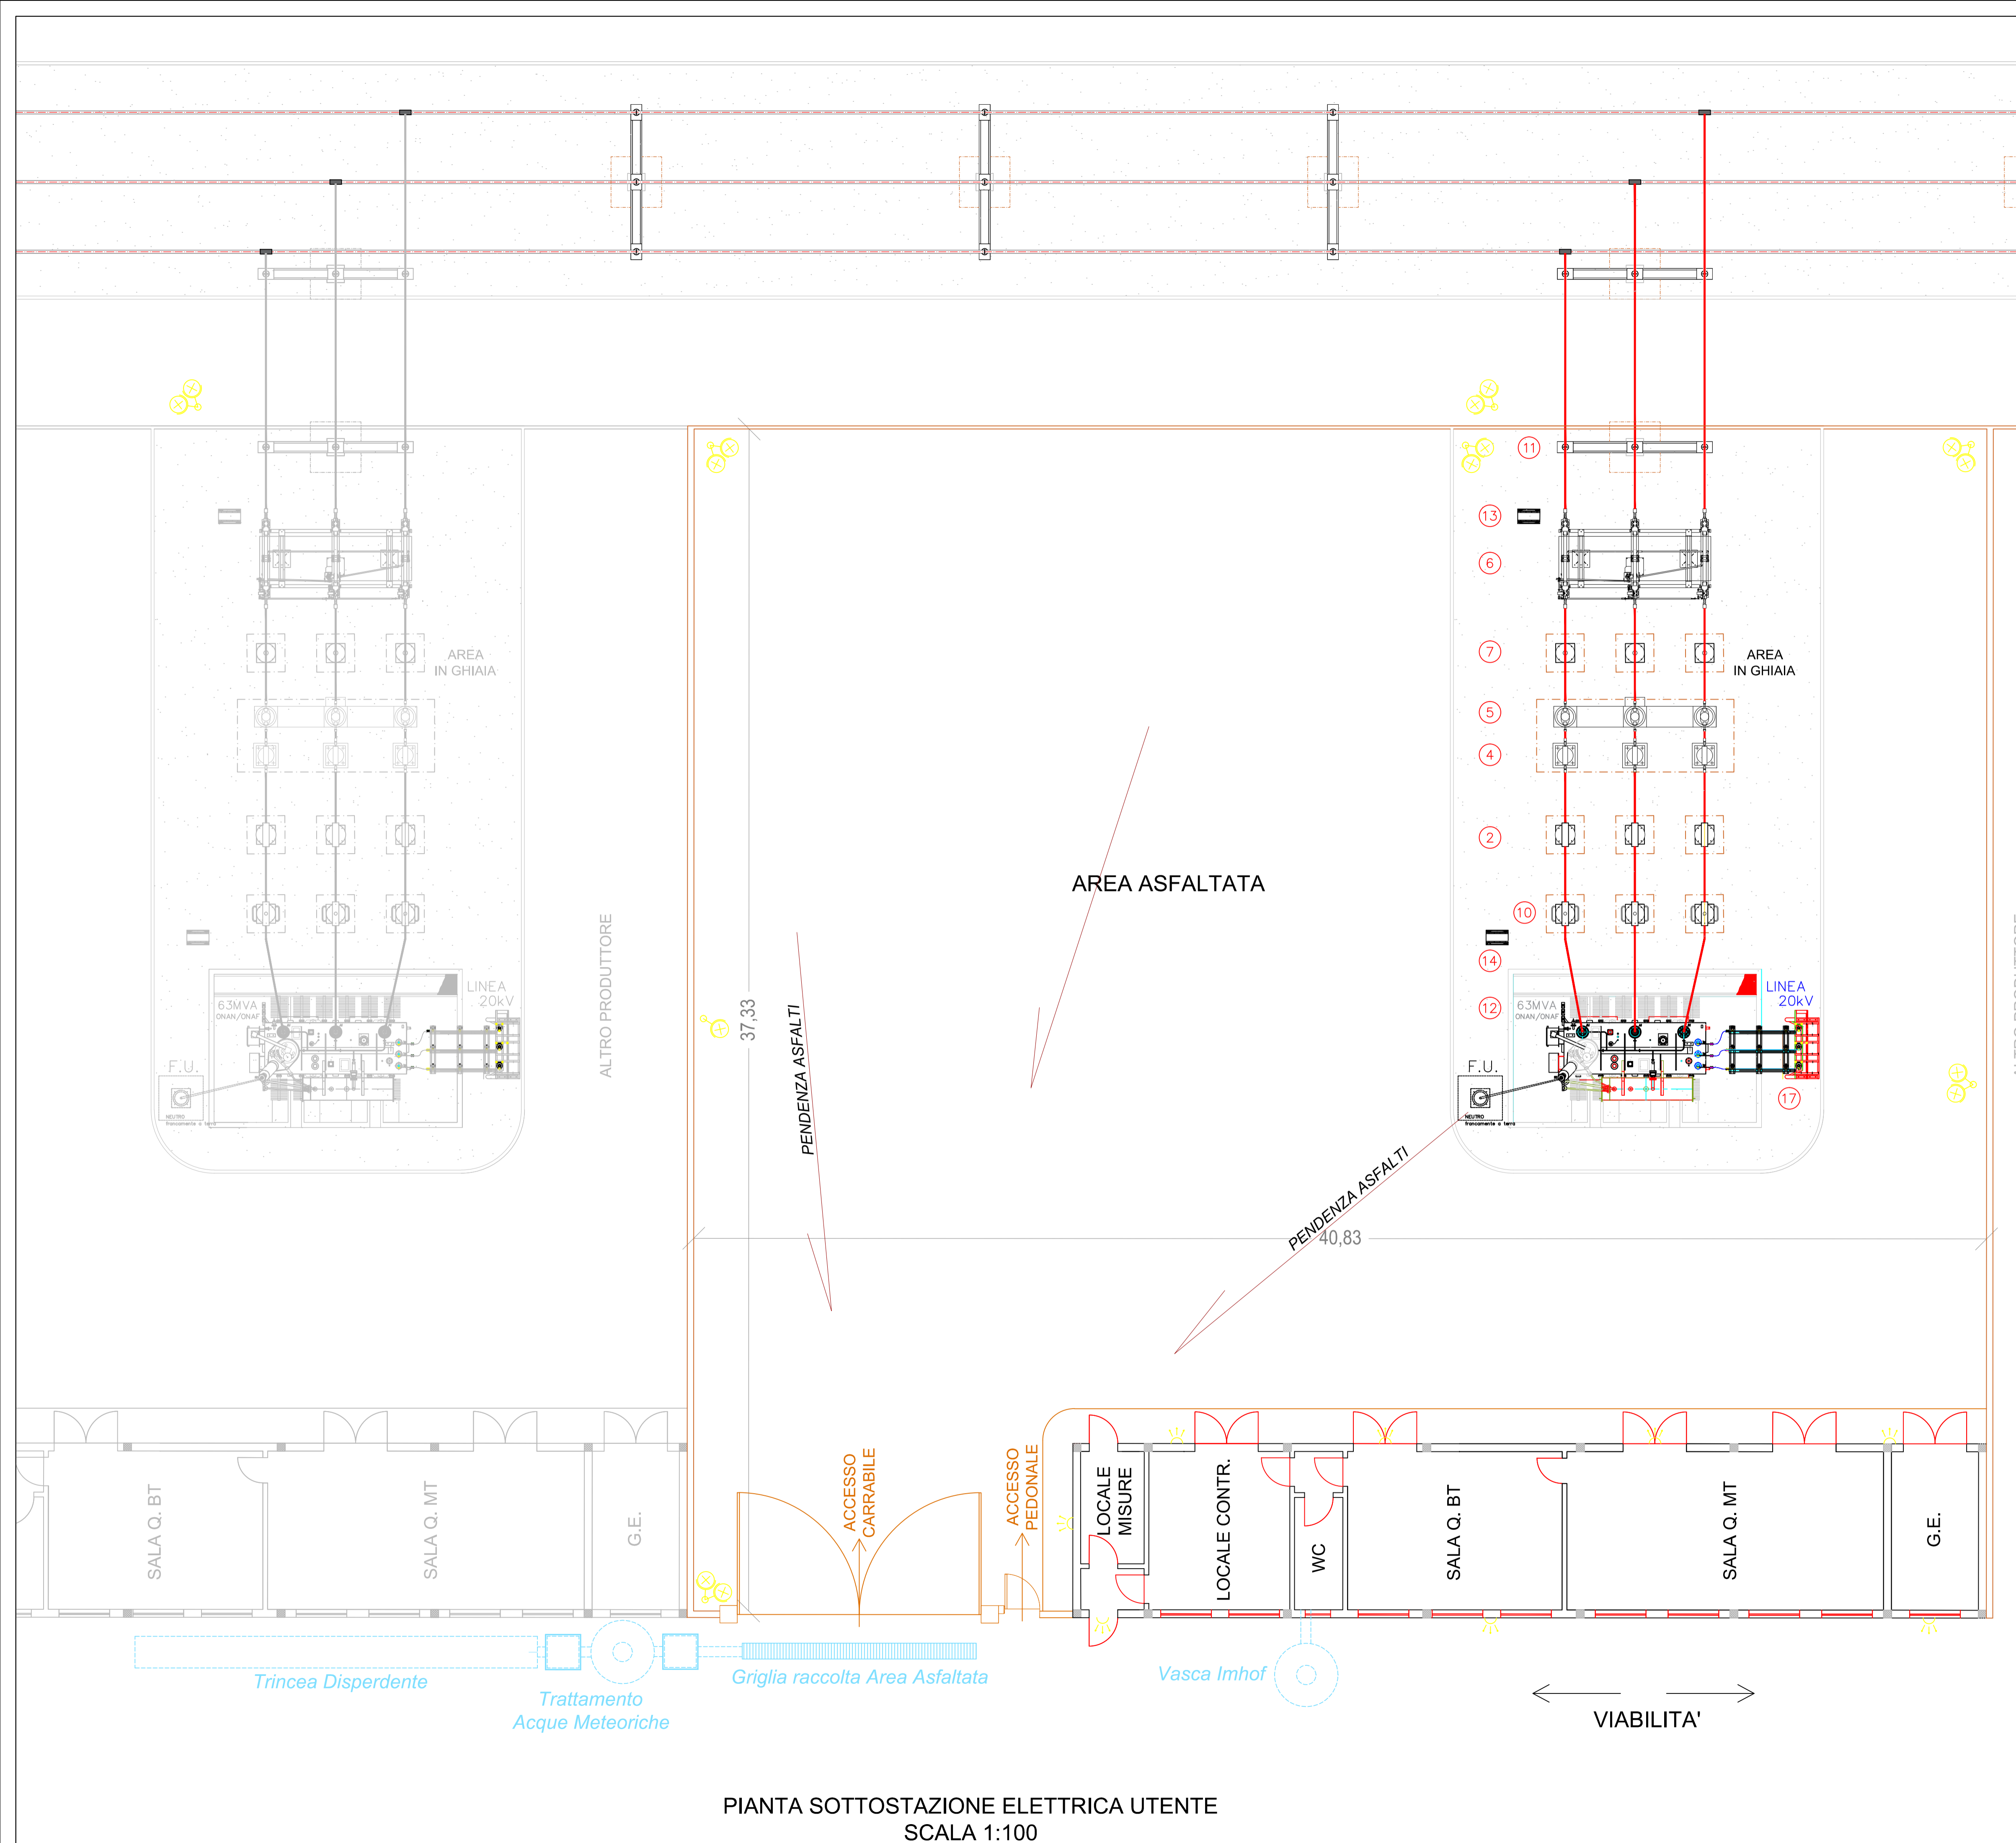 11
13
6
7
AREA
IN GHIAIA
AREA
IN GHIAIA
5
4
2
AREA ASFALTATA
10
14
12
ALTRO PRODUTTORE
LINEA
20kV
63MVA
ONAN/ONAF
F.U.
NEUTRO
francamente a terra
37,33
PENDENZA ASFALTI
LINEA
20kV
63MVA
ONAN/ONAF
F.U.
NEUTRO
francamente a terra
17
PENDENZA ASFALTI
40,83
SALA Q. BT
SALA Q. MT
G.E.
ACCESSO
CARRABILE
ACCESSO
PEDONALE
LOCALE
MISURE
LOCALE CONTR.
WC
SALA Q. BT
SALA Q. MT
G.E.
Trincea Disperdente
Trattamento
Acque Meteoriche
Griglia raccolta Area Asfaltata
Vasca Imhof
VIABILITA'
PIANTA SOTTOSTAZIONE ELETTRICA UTENTE
SCALA 1:100